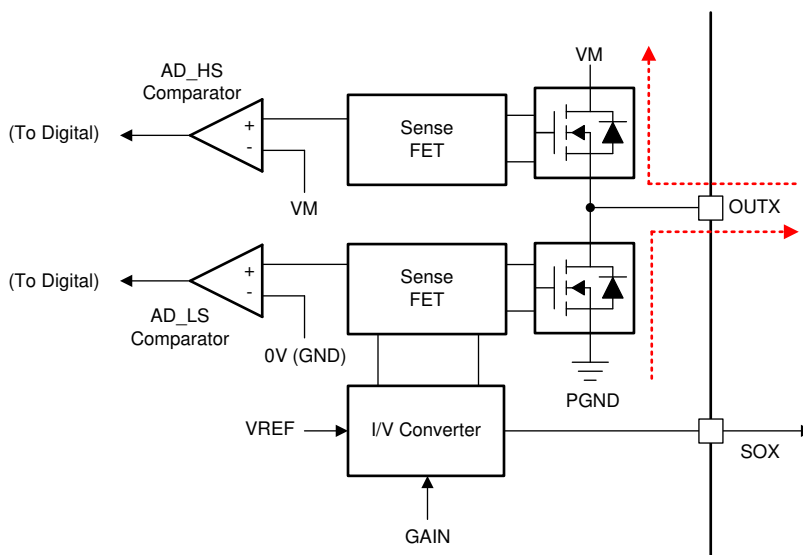 AD_HS
Comparator
VM
(To Digital)
+
-
Sense
FET
VM
OUTX
(To Digital)
+
-
Sense
FET
AD_LS
Comparator
0V (GND)
PGND
VREF
I/V Converter
SOX
GAIN